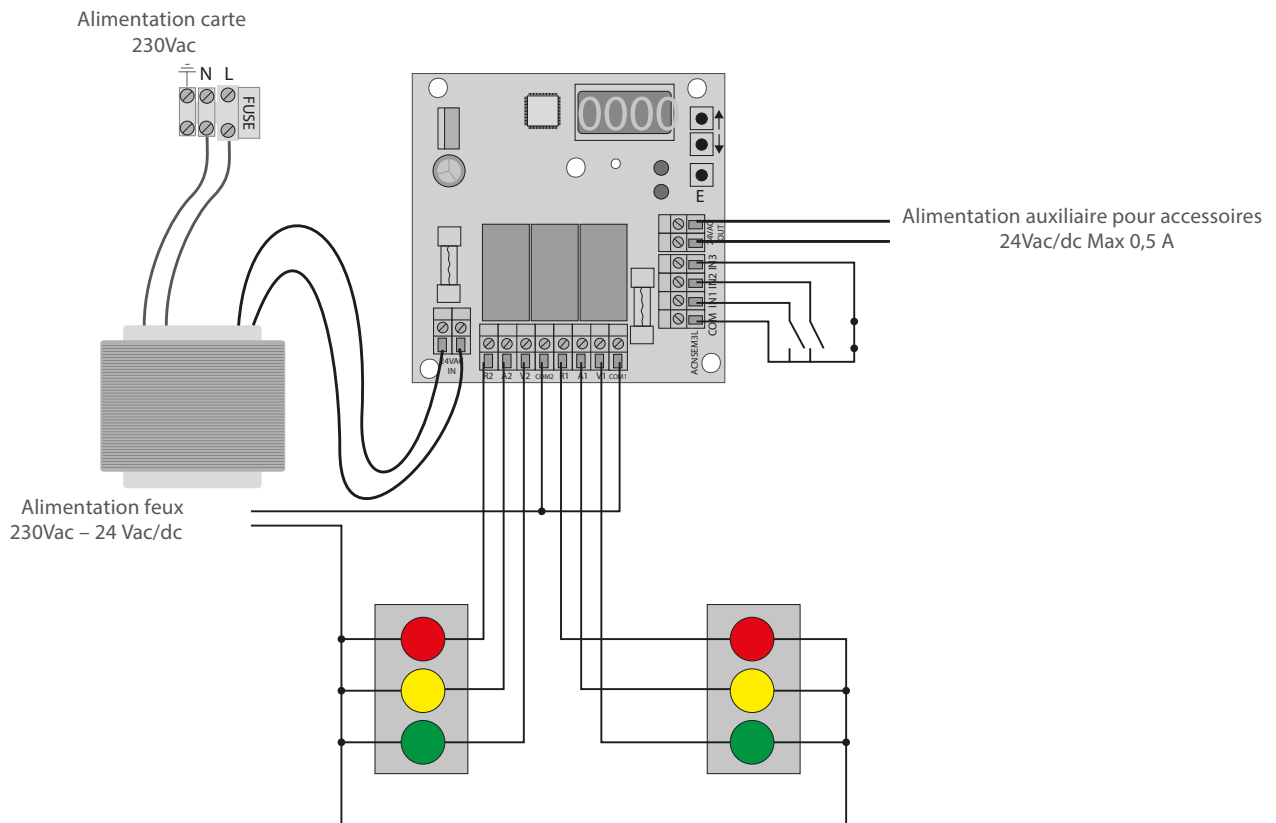 Alimentation carte
230Vac
N L
FUSE
0000
E
24VAC
OUT
COM IN1 IN2 IN3
ACNSEM3L
24VAC
IN
R2 A2 V2 COM2 R1 A1 V1 COM1
Alimentation auxiliaire pour accessoires
24Vac/dc Max 0,5 A
Alimentation feux
230Vac – 24 Vac/dc